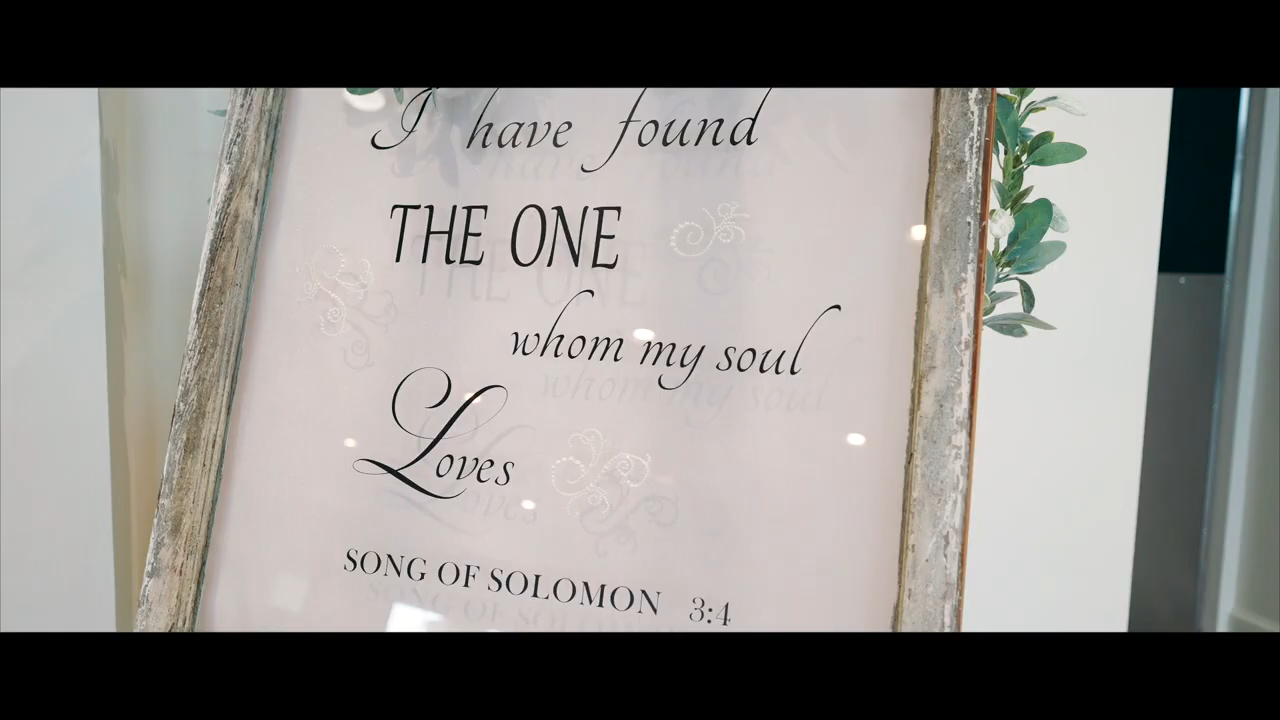 I have found
THE ONE
whom my soul
Loves
SONG OF SOLOMON 3:4